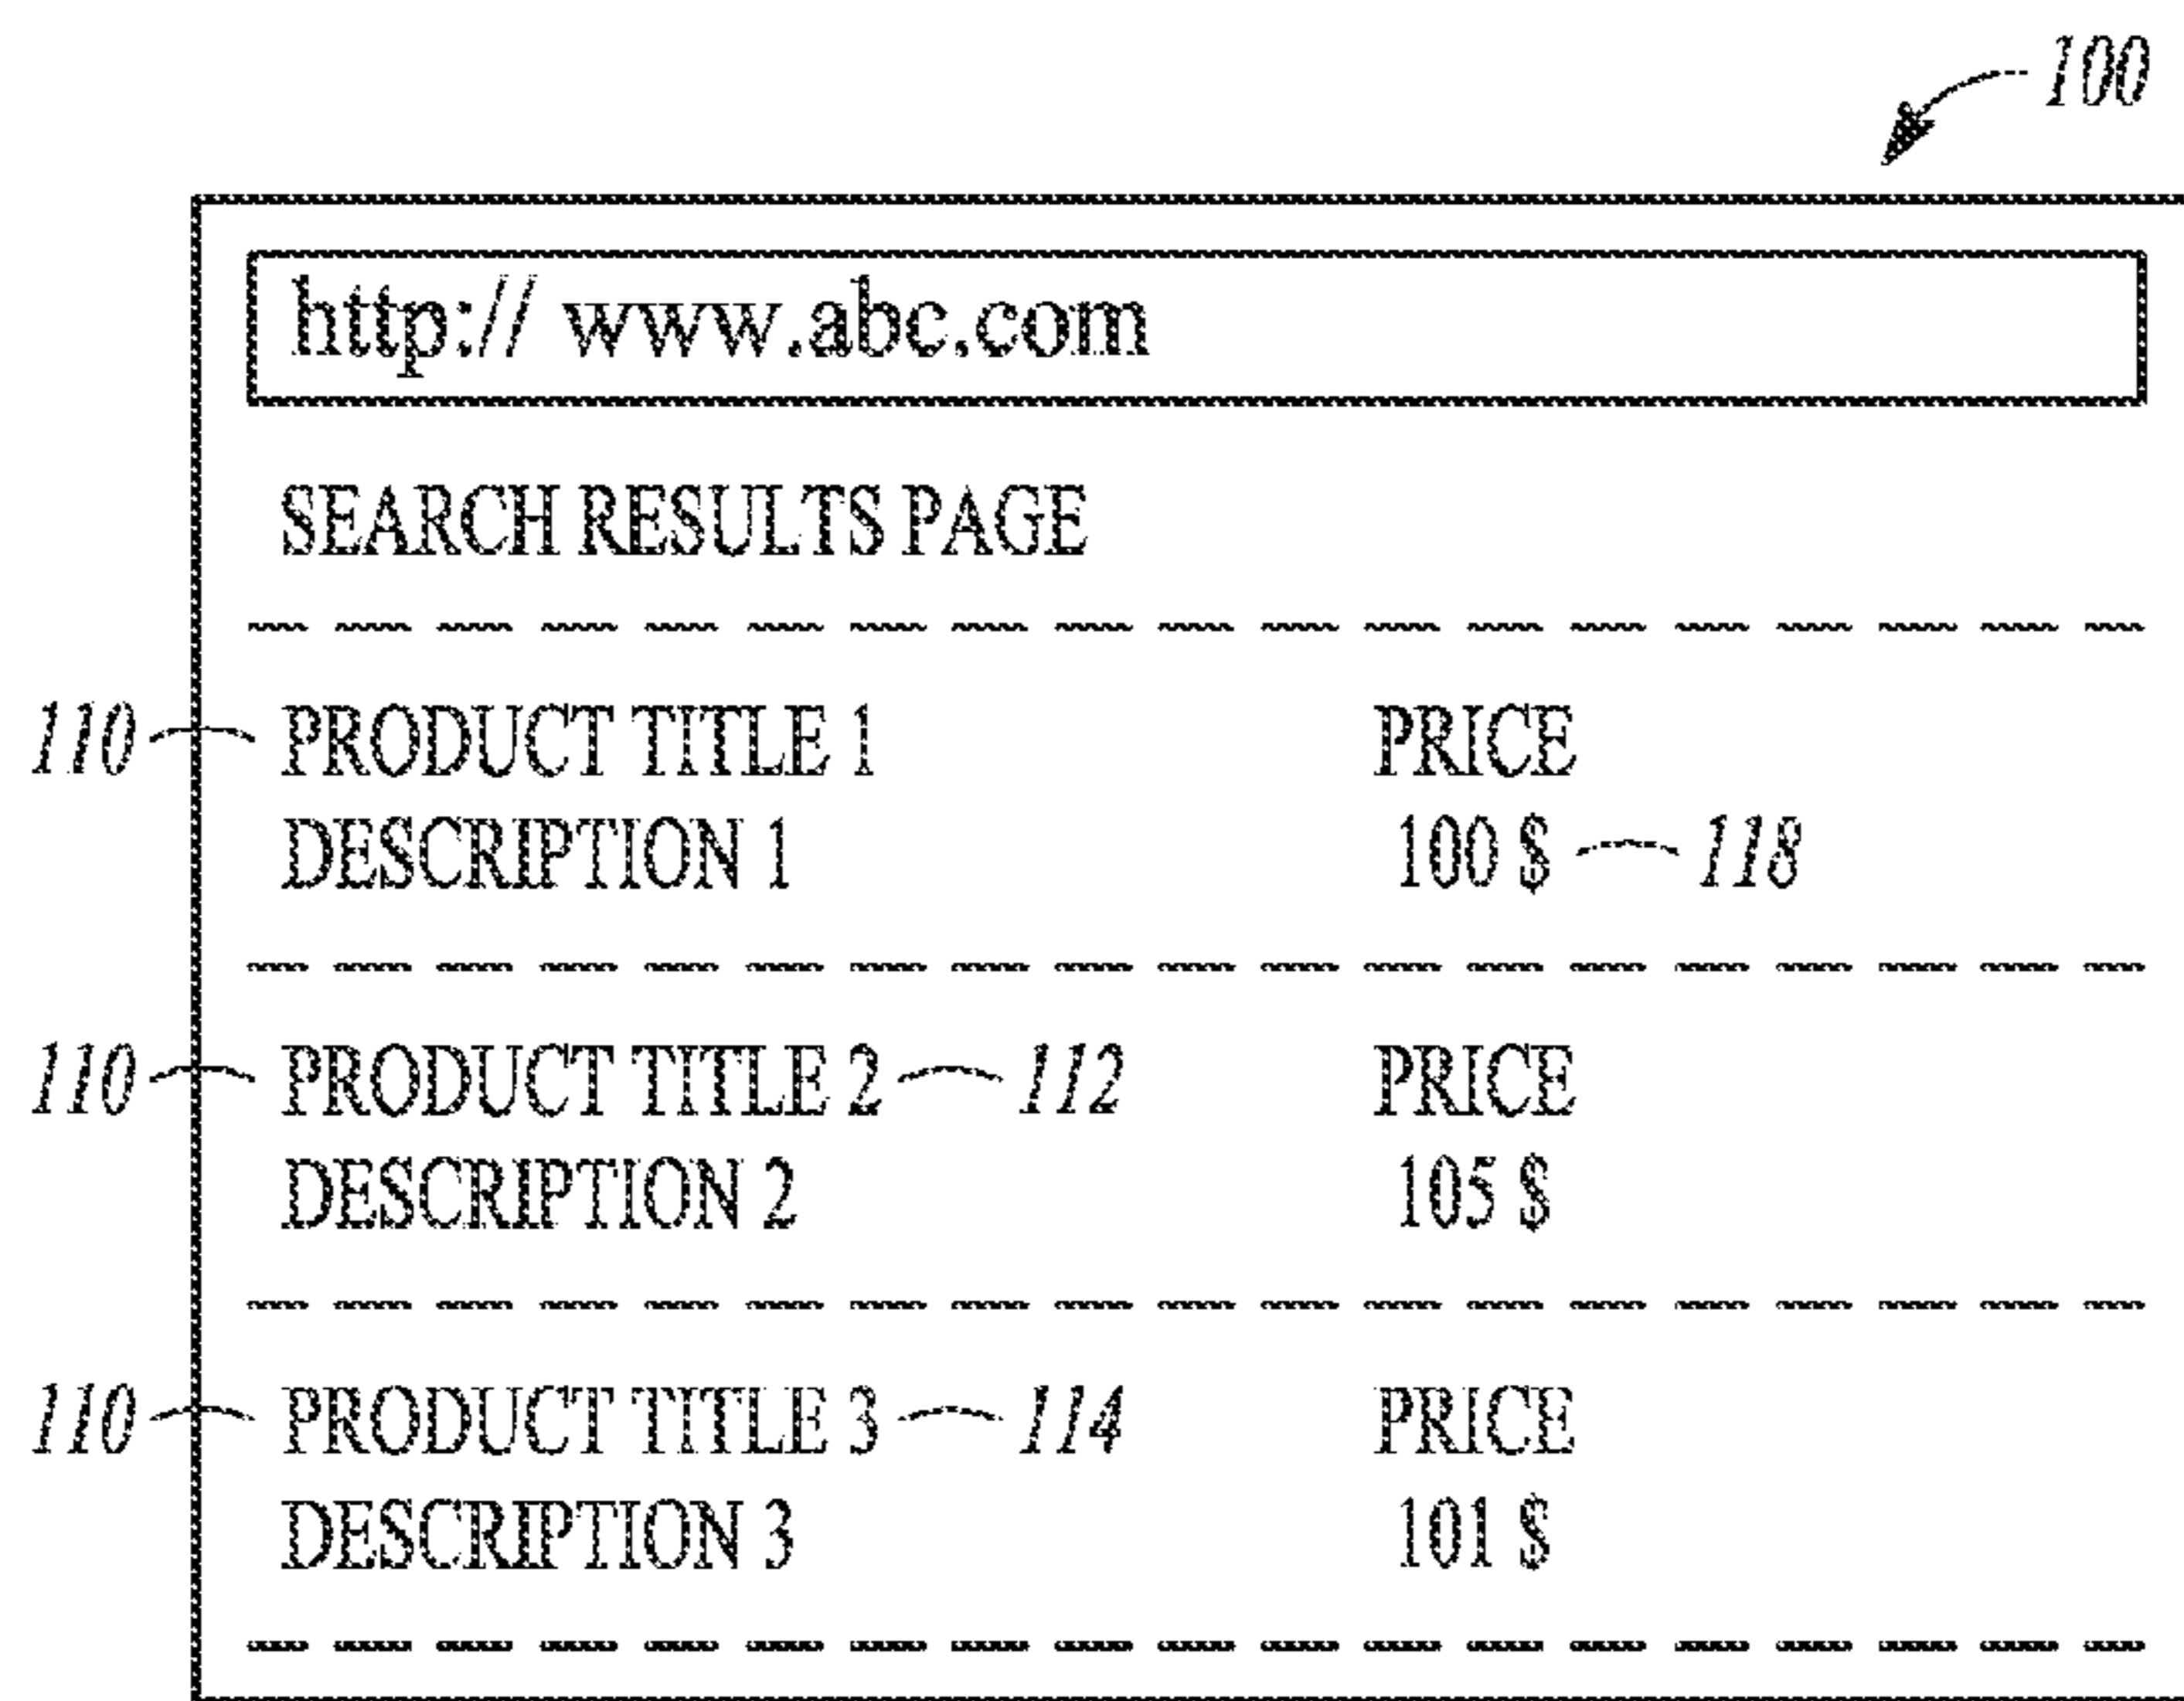 100
http:// www.abc.com
SEARCH RESULTS PAGE
110 PRODUCT TITLE 1 PRICE
DESCRIPTION 1 100 $ 118
110 PRODUCT TITLE 2 112 PRICE
DESCRIPTION 2 105 $
110 PRODUCT TITLE 3 114 PRICE
DESCRIPTION 3 101 $